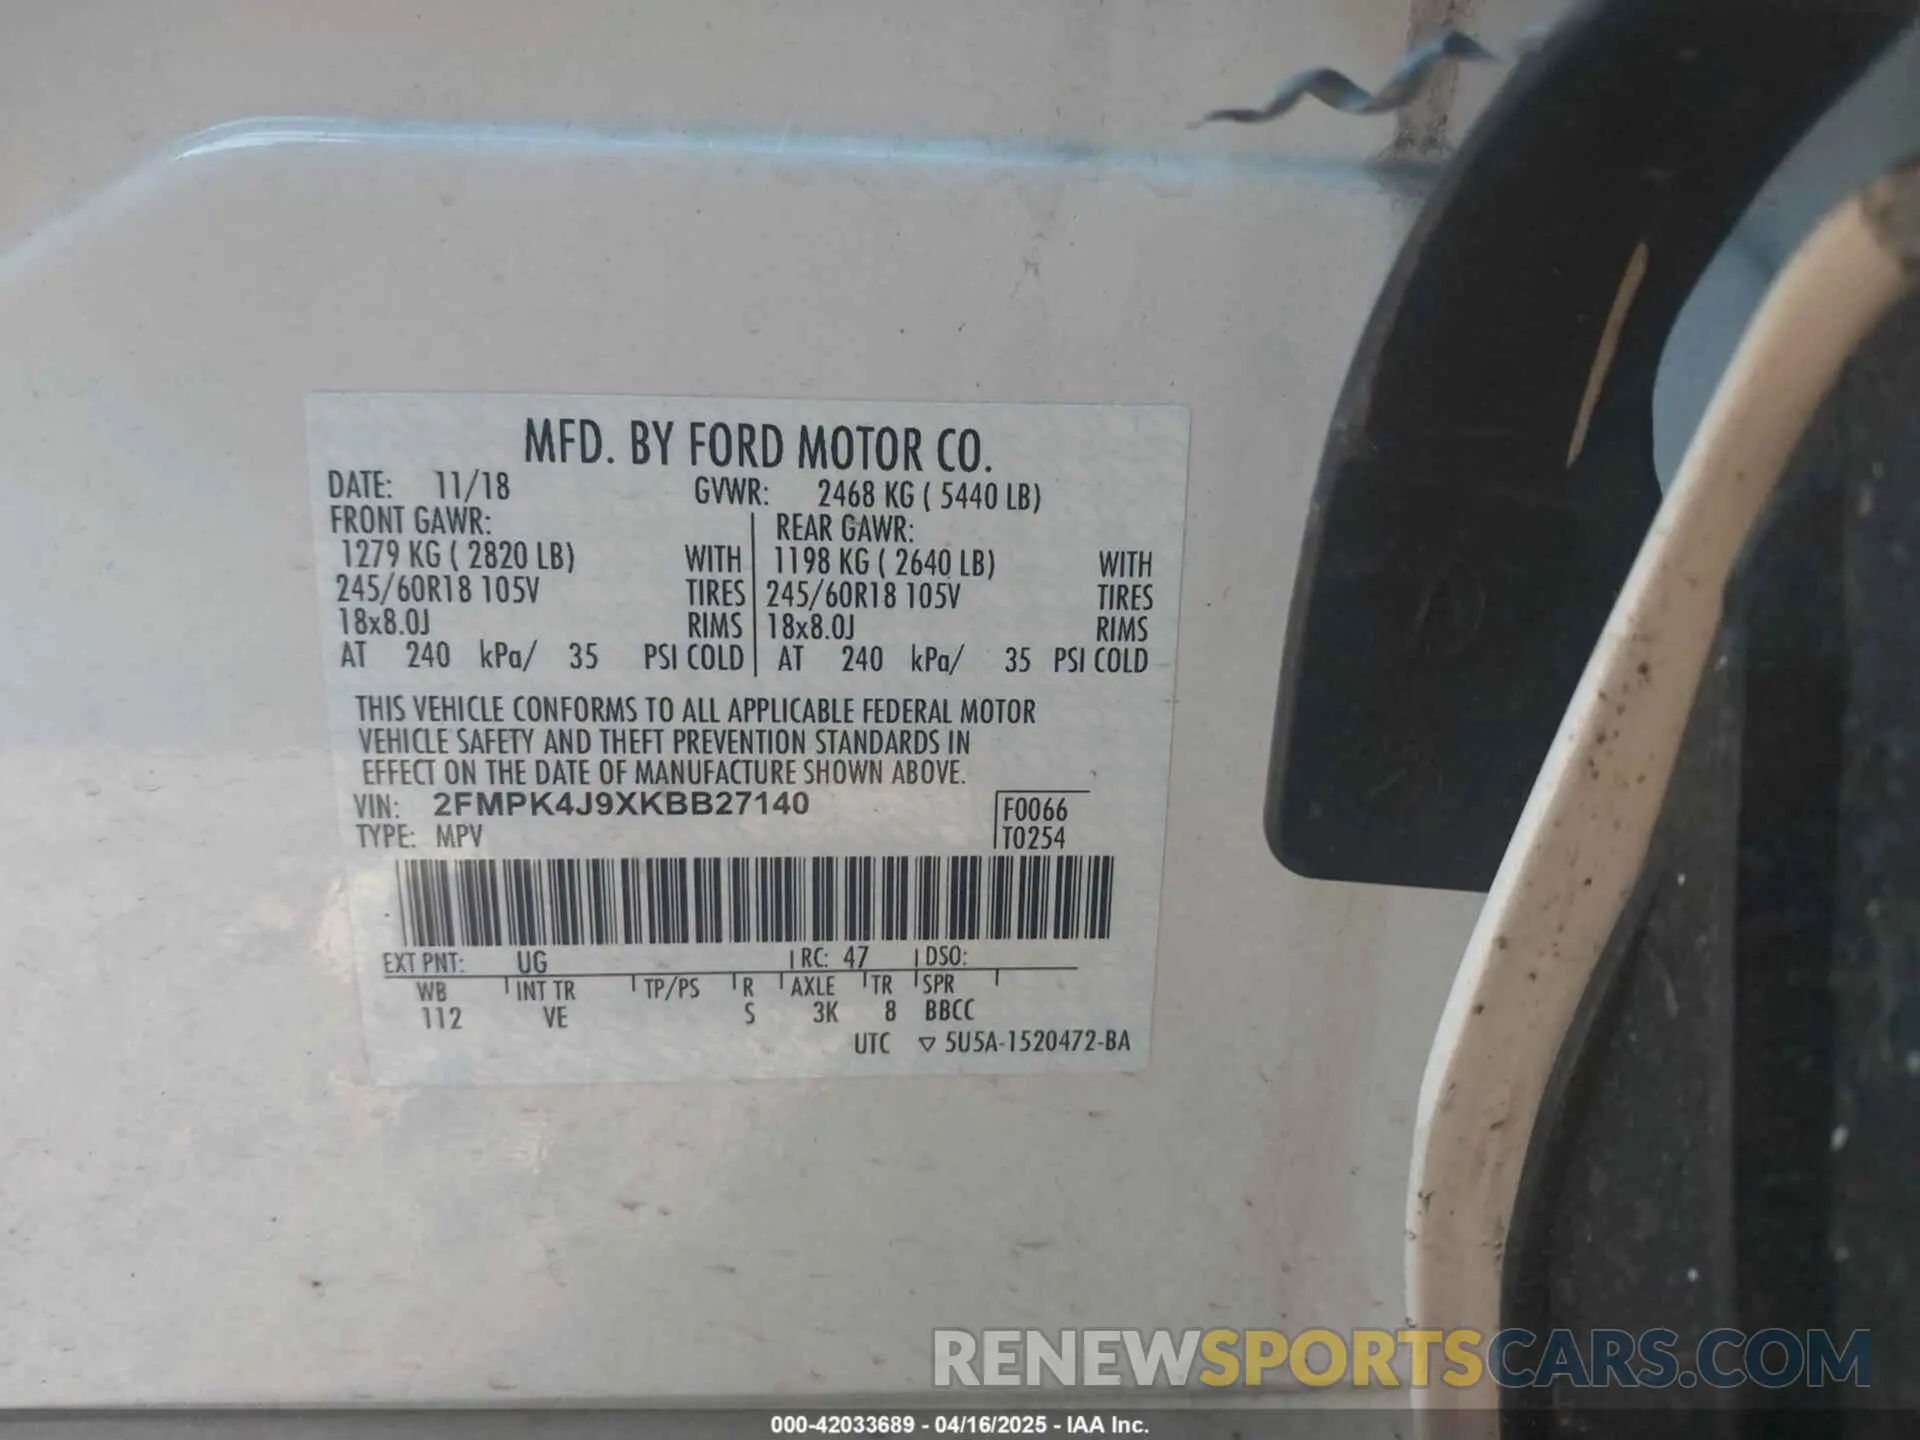 MFD. BY FORD MOTOR CO.
DATE: 11/18 GVWR: 2468 KG ( 5440 LB)
FRONT GAWR: REAR GAWR:
1279 KG ( 2820 LB) WITH 1198 KG ( 2640 LB) WITH
245/60R18 105V TIRES 245/60R18 105V TIRES
18x8.0J RIMS 18x8.0J RIMS
AT 240 kPa/ 35 PSI COLD AT 240 kPa/ 35 PSI COLD
THIS VEHICLE CONFORMS TO ALL APPLICABLE FEDERAL MOTOR
VEHICLE SAFETY AND THEFT PREVENTION STANDARDS IN
EFFECT ON THE DATE OF MANUFACTURE SHOWN ABOVE.
VIN: 2FMPK4J9XKBB27140 F0066
TYPE: MPV T0254
EXT PNT: UG RC: 47 DSO:
WB INT TR TP/PS R AXLE TR SPR
112 VE S 3K 8 BBCC
UTC ▽ 5U5A-1520472-BA
RENEWSPORTSCARS.COM
000-42033689 - 04/16/2025 - IAA Inc.